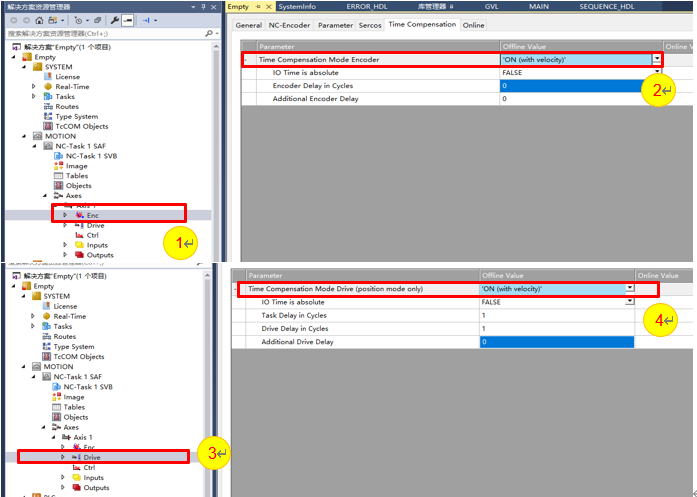 解决方案资源管理器
搜索解决方案资源管理器(Ctrl+;)
解决方案"Empty"(1 个项目)
Empty
SYSTEM
License
Real-Time
Tasks
Routes
Type System
TcCOM Objects
MOTION
NC-Task 1 SAF
NC-Task 1 SVB
Image
Tables
Objects
Axes
Axis 1
Enc
Drive
Ctrl
Inputs
Outputs
1
Empty SystemInfo ERROR_HDL 库管理器 GVL MAIN SEQUENCE_HDL
General NC-Encoder Parameter Sercos Time Compensation Online
Parameter Offline Value Online V
Time Compensation Mode Encoder 'ON (with velocity)'
IO Time is absolute FALSE
Encoder Delay in Cycles 0
Additional Encoder Delay 0
2
解决方案"Empty"(1 个项目)
Empty
SYSTEM
License
Real-Time
Tasks
Routes
Type System
TcCOM Objects
MOTION
NC-Task 1 SAF
NC-Task 1 SVB
Image
Tables
Objects
Axes
Axis 1
Enc
Drive
Ctrl
Inputs
Outputs
3
Parameter Offline Value Online Value
Time Compensation Mode Drive (position mode only) 'ON (with velocity)'
IO Time is absolute FALSE
Task Delay in Cycles 1
Drive Delay in Cycles 1
Additional Drive Delay 0
4